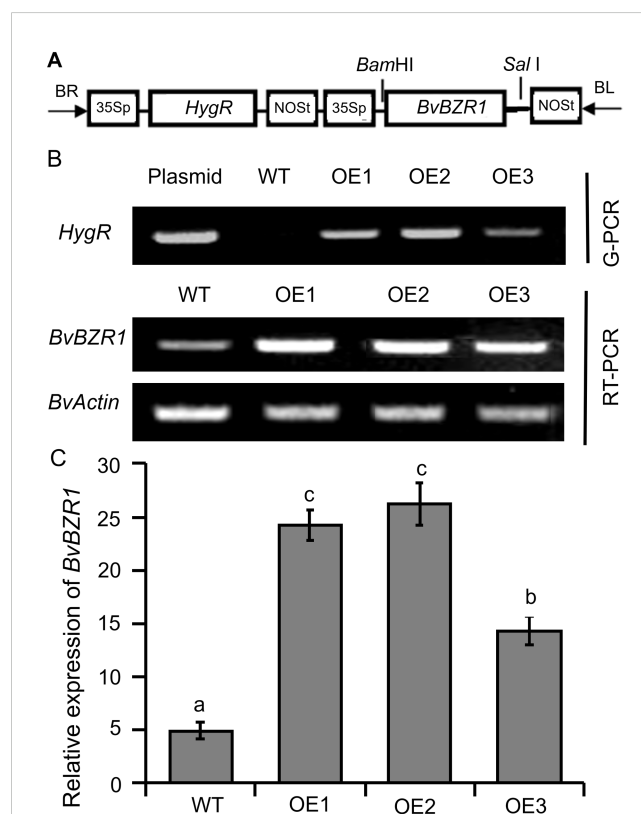 A
BamHI
Sal I
BR
BL
35Sp
HygR
NOSt
35Sp
BvBZR1
NOSt
B
Plasmid WT OE1 OE2 OE3
HygR
G-PCR
WT OE1 OE2 OE3
BvBZR1
BvActin
RT-PCR
C
Relative expression of BvBZR1
30
25
20
15
10
5
0
a
c
c
b
WT OE1 OE2 OE3